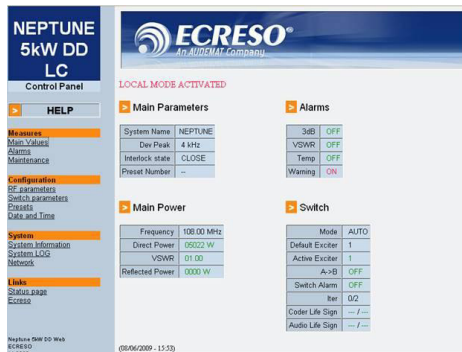 NEPTUNE
5kW DD
LC
Control Panel
HELP
Measures
Main Values
Alarms
Maintenance
Configuration
RF parameters
Switch parameters
Presets
Date and Time
System
System Information
System LOG
Network
Links
Status page
Ecreso
Neptune 5kW DD Web
ECRESO
ECRESO
An AUDEMAT Company
LOCAL MODE ACTIVATED
Main Parameters
System Name NEPTUNE
Dev Peak 4 kHz
Interlock state CLOSE
Preset Number --
Alarms
3dB OFF
VSWR OFF
Temp OFF
Warning ON
Main Power
Frequency 108.00 MHz
Direct Power 05022 W
VSWR 01.00
Reflected Power 0000 W
Switch
Mode AUTO
Default Exciter 1
Active Exciter 1
A->B OFF
Switch Alarm OFF
Iter 0/2
Coder Life Sign --- / ---
Audio Life Sign --- / ---
(08/06/2009 - 15:53)